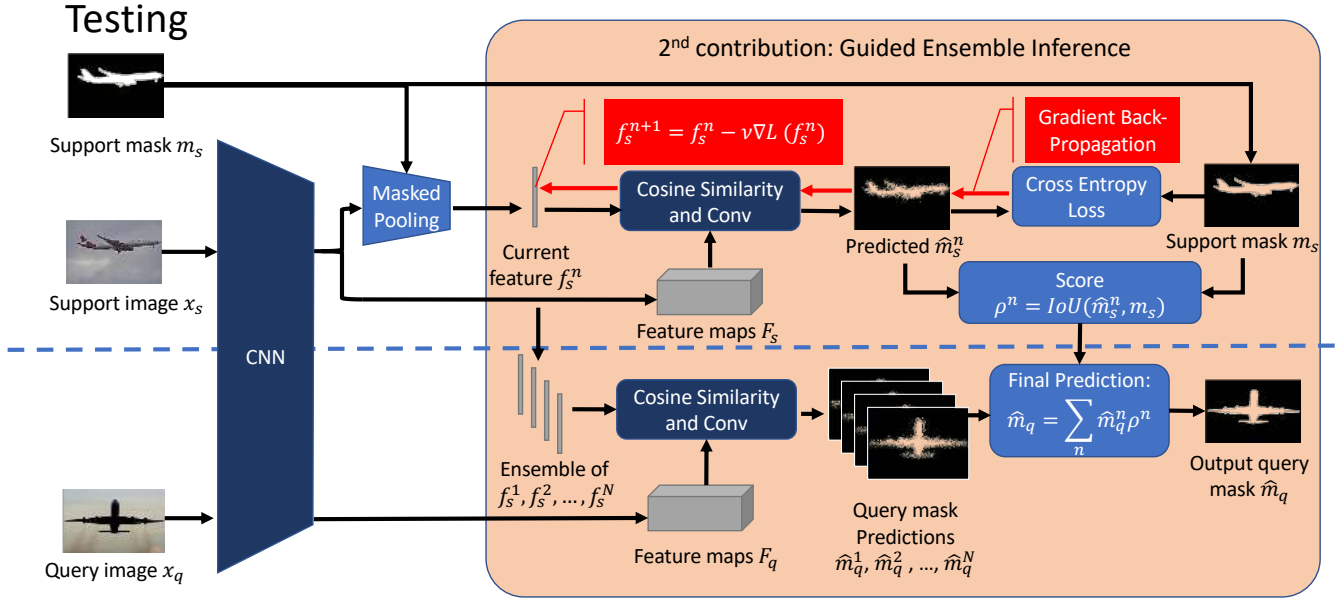 Testing
2nd contribution: Guided Ensemble Inference
Support mask m_s
f_s^{n+1} = f_s^n − ν∇L (f_s^n)
Gradient Back-
Propagation
Masked
Pooling
Cosine Similarity
and Conv
Cross Entropy
Loss
Support image x_s
Current
feature f_s^n
Predicted m̂_s^n
Support mask m_s
Score
ρ^n = IoU(m̂_s^n, m_s)
Feature maps F_s
CNN
Cosine Similarity
and Conv
Final Prediction:
m̂_q = ∑_n m̂_q^n ρ^n
Ensemble of
f_s^1, f_s^2, …, f_s^N
Output query
mask m̂_q
Query image x_q
Feature maps F_q
Query mask
Predictions
m̂_q^1, m̂_q^2 , …, m̂_q^N